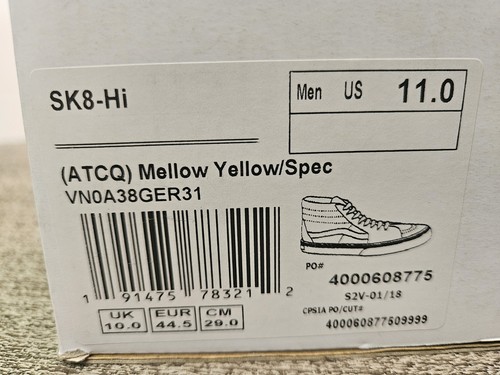 SK8-Hi
Men US 11.0
(ATCQ) Mellow Yellow/Spec
VN0A38GER31
1 91475 78321 2
UK EUR CM
10.0 44.5 29.0
PO#
4000608775
S2V-01/18
CPSIA PO/CUT#
400060877509999